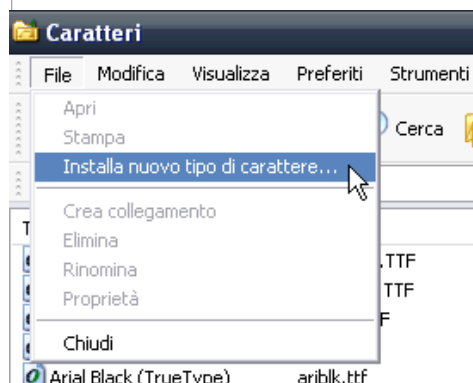 Caratteri
File Modifica Visualizza Preferiti Strumenti
Apri
Stampa
Cerca
Installa nuovo tipo di carattere...
Crea collegamento
Elimina
.TTF
Rinomina
TTF
Proprietà
Chiudi
Arial Black (TrueType) ariblk.ttf